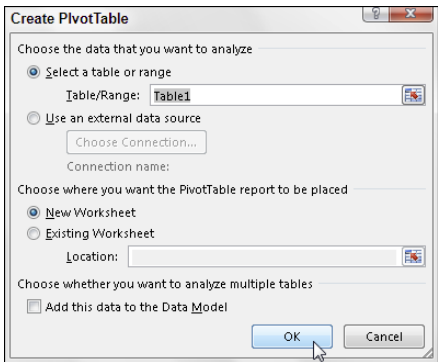 Create PIvotTable
Choose the data that you want to analyze
Select a table or range
Table/Range: Table1
Use an external data source
Choose Connection...
Connection name:
Choose where you want the PivotTable report to be placed
New Worksheet
Existing Worksheet
Location:
Choose whether you want to analyze multiple tables
Add this data to the Data Model
OK Cancel